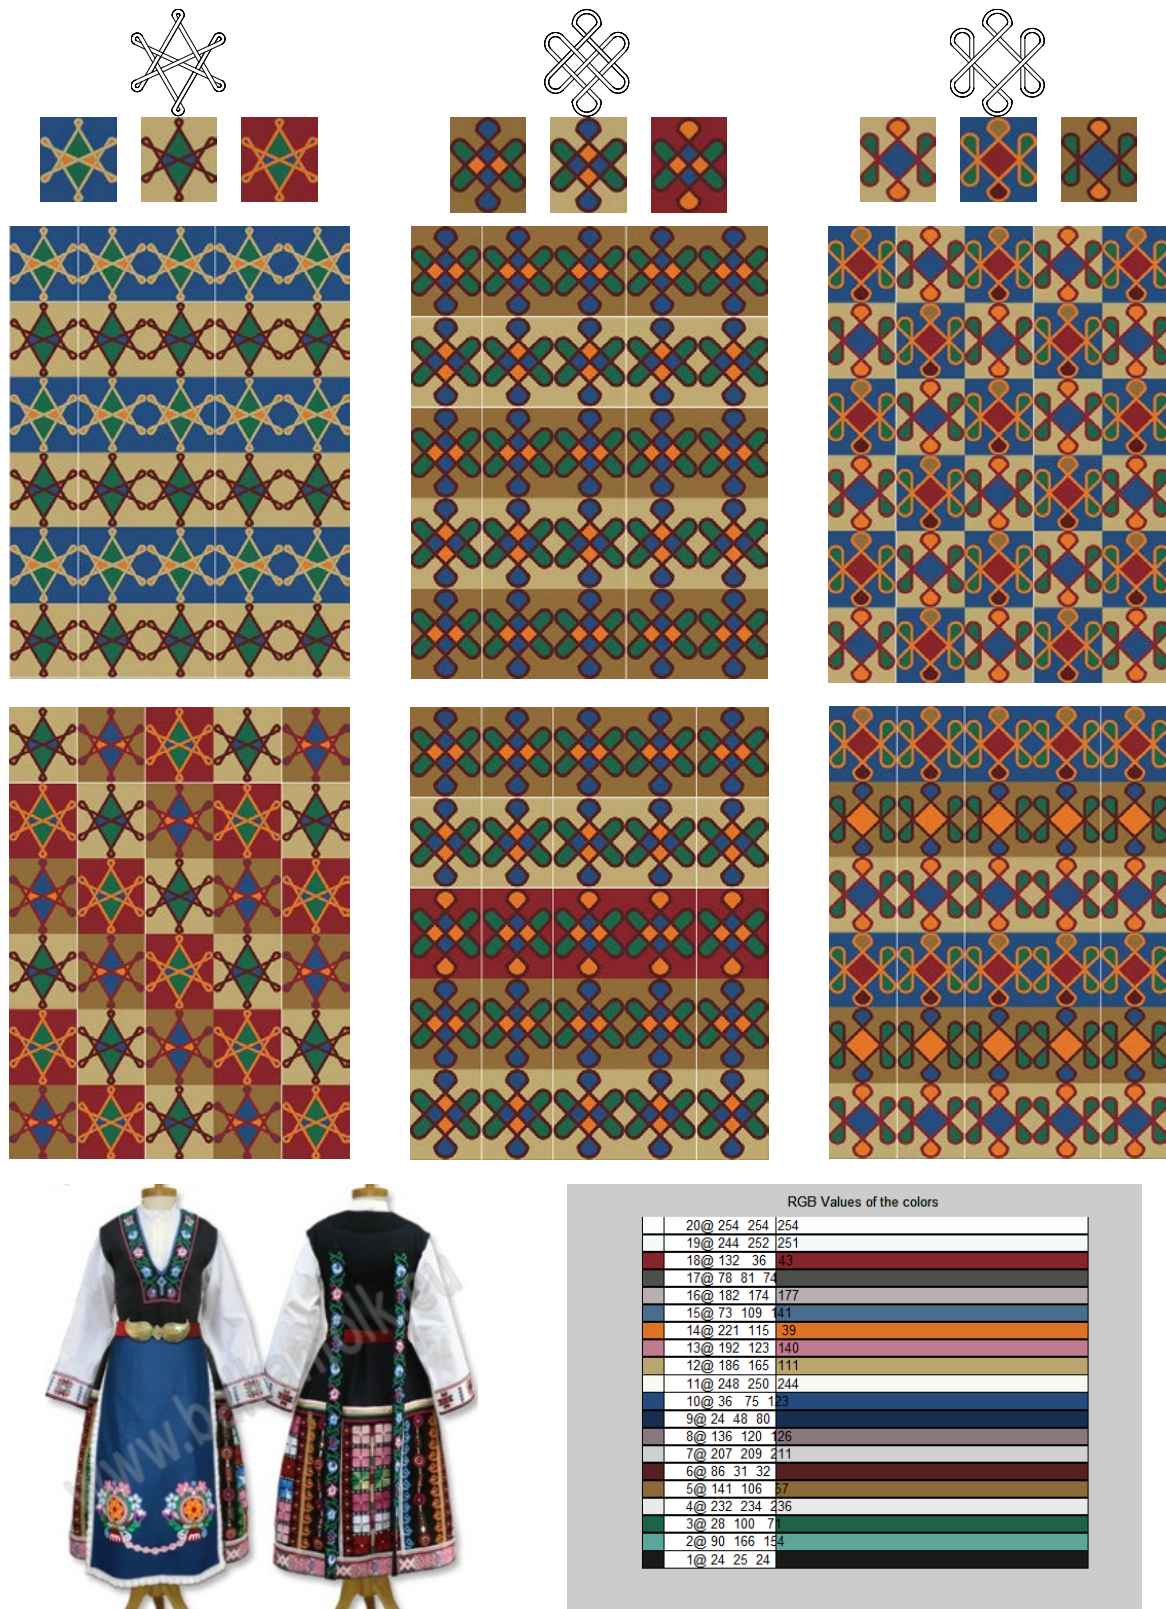 www.balkanfolk.eu
RGB Values of the colors
20@ 254 254 254
19@ 244 252 251
18@ 132 36 43
17@ 78 81 74
16@ 182 174 177
15@ 73 109 141
14@ 221 115 39
13@ 192 123 140
12@ 186 165 111
11@ 248 250 244
10@ 36 75 123
9@ 24 48 80
8@ 136 120 126
7@ 207 209 211
6@ 86 31 32
5@ 141 106 57
4@ 232 234 236
3@ 28 100 71
2@ 90 166 154
1@ 24 25 24